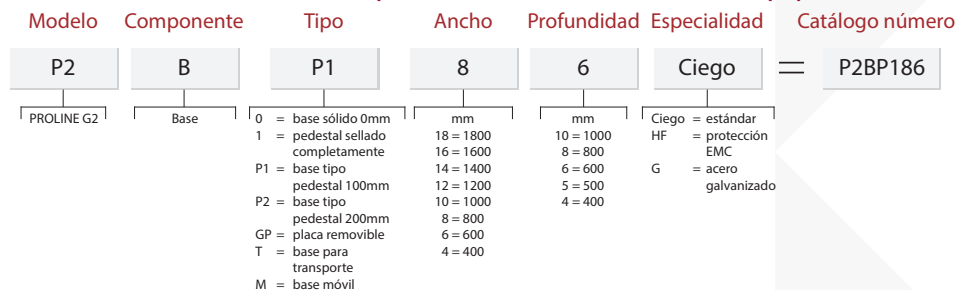 Modelo Componente Tipo Ancho Profundidad Especialidad Catálogo número
P2 B P1 8 6 Ciego = P2BP186
PROLINE G2
Base
0 = base sólido 0mm
1 = pedestal sellado
completamente
P1 = base tipo
pedestal 100mm
P2 = base tipo
pedestal 200mm
GP = placa removible
T = base para
transporte
M = base móvil
mm
18 = 1800
16 = 1600
14 = 1400
12 = 1200
10 = 1000
8 = 800
6 = 600
4 = 400
mm
10 = 1000
8 = 800
6 = 600
5 = 500
4 = 400
Ciego = estándar
HF = protección
EMC
G = acero
galvanizado